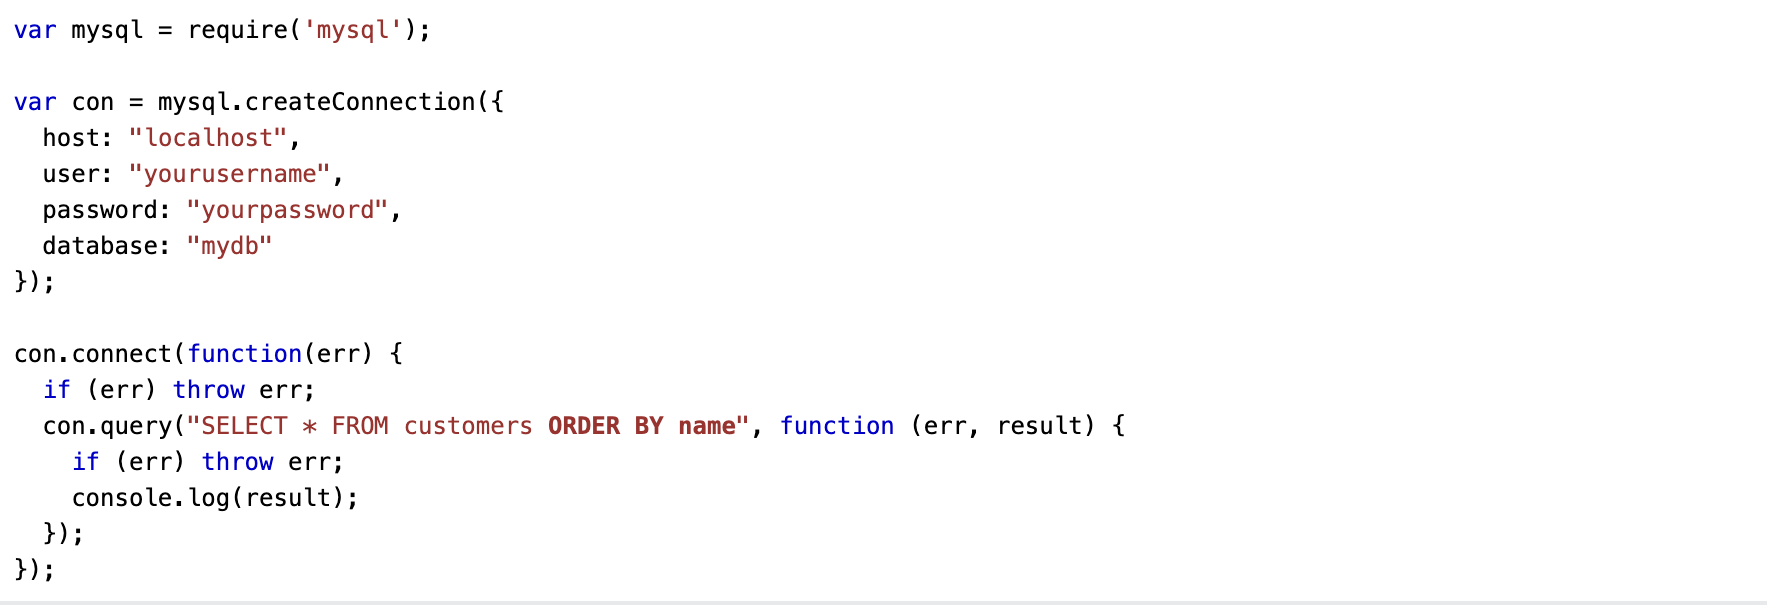 var mysql = require('mysql');

var con = mysql.createConnection({
  host: "localhost",
  user: "yourusername",
  password: "yourpassword",
  database: "mydb"
});

con.connect(function(err) {
  if (err) throw err;
  con.query("SELECT * FROM customers ORDER BY name", function (err, result) {
    if (err) throw err;
    console.log(result);
  });
});